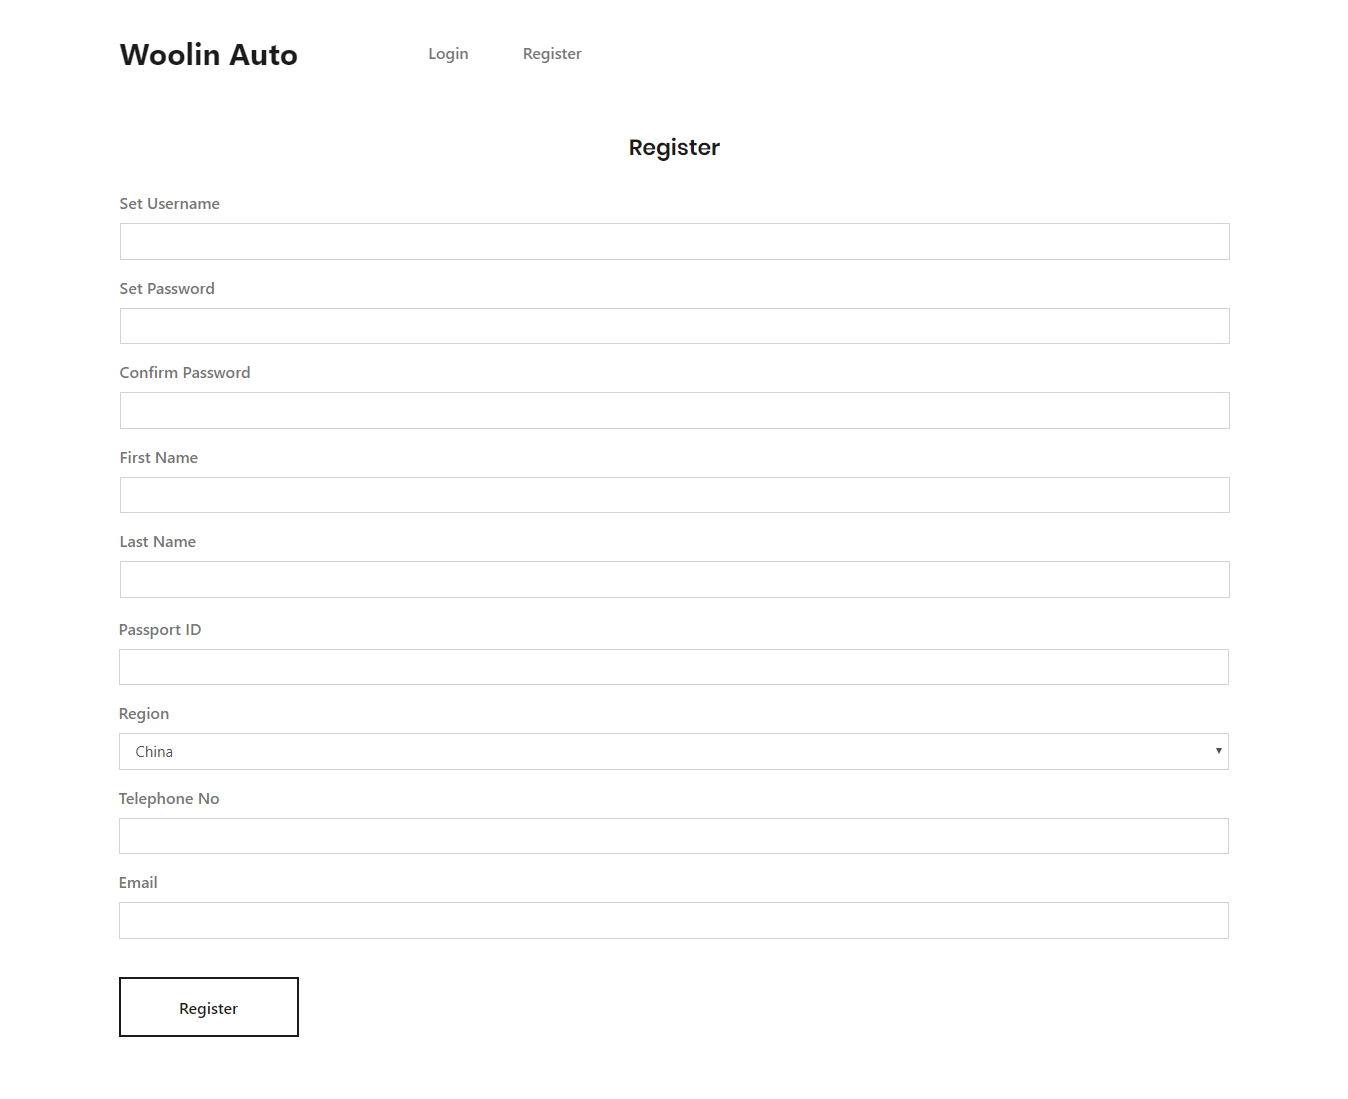 Woolin Auto Login Register
Register
Set Username
Set Password
Confirm Password
First Name
Last Name
Passport ID
Region
China
Telephone No
Email
Register